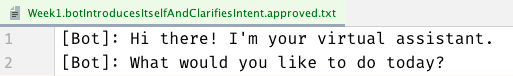 Week1.botIntroducesItselfAndClarifiesIntent.approved.txt
1 [Bot]: Hi there! I'm your virtual assistant.
2 [Bot]: What would you like to do today?